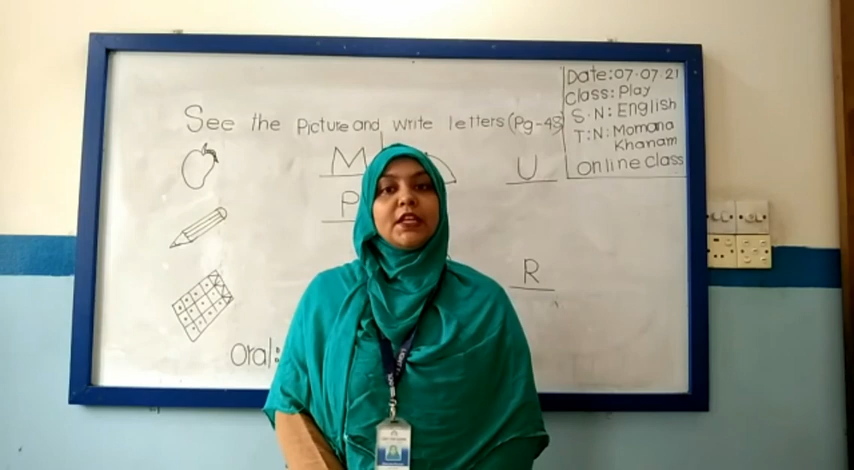 Date:07.07.21
Class: Play
S.N: English
T:N: Momana
Khanam
Online class
See the Picture and write letters (Pg-48)
M
U
P
R
Oral: